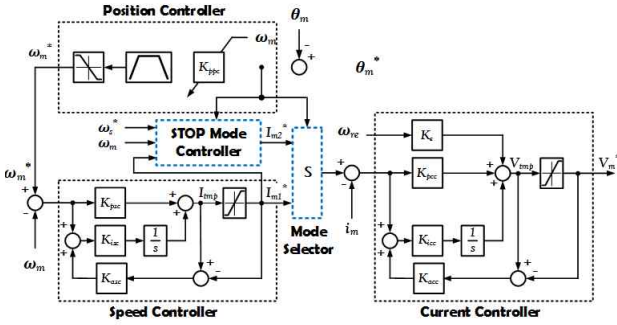 Position Controller
θm
ωm*
ωm
Kppc
θm*
ωc*
ωm
STOP Mode
Controller
Im2*
ωre
Ke
S
ωm*
Kpsc
Itmp
Im1*
Kpcc
Vtmp
Vm*
Mode
Selector
im
Kisc
1/s
Kicc
1/s
ωm
Kasc
Kacc
Speed Controller
Current Controller